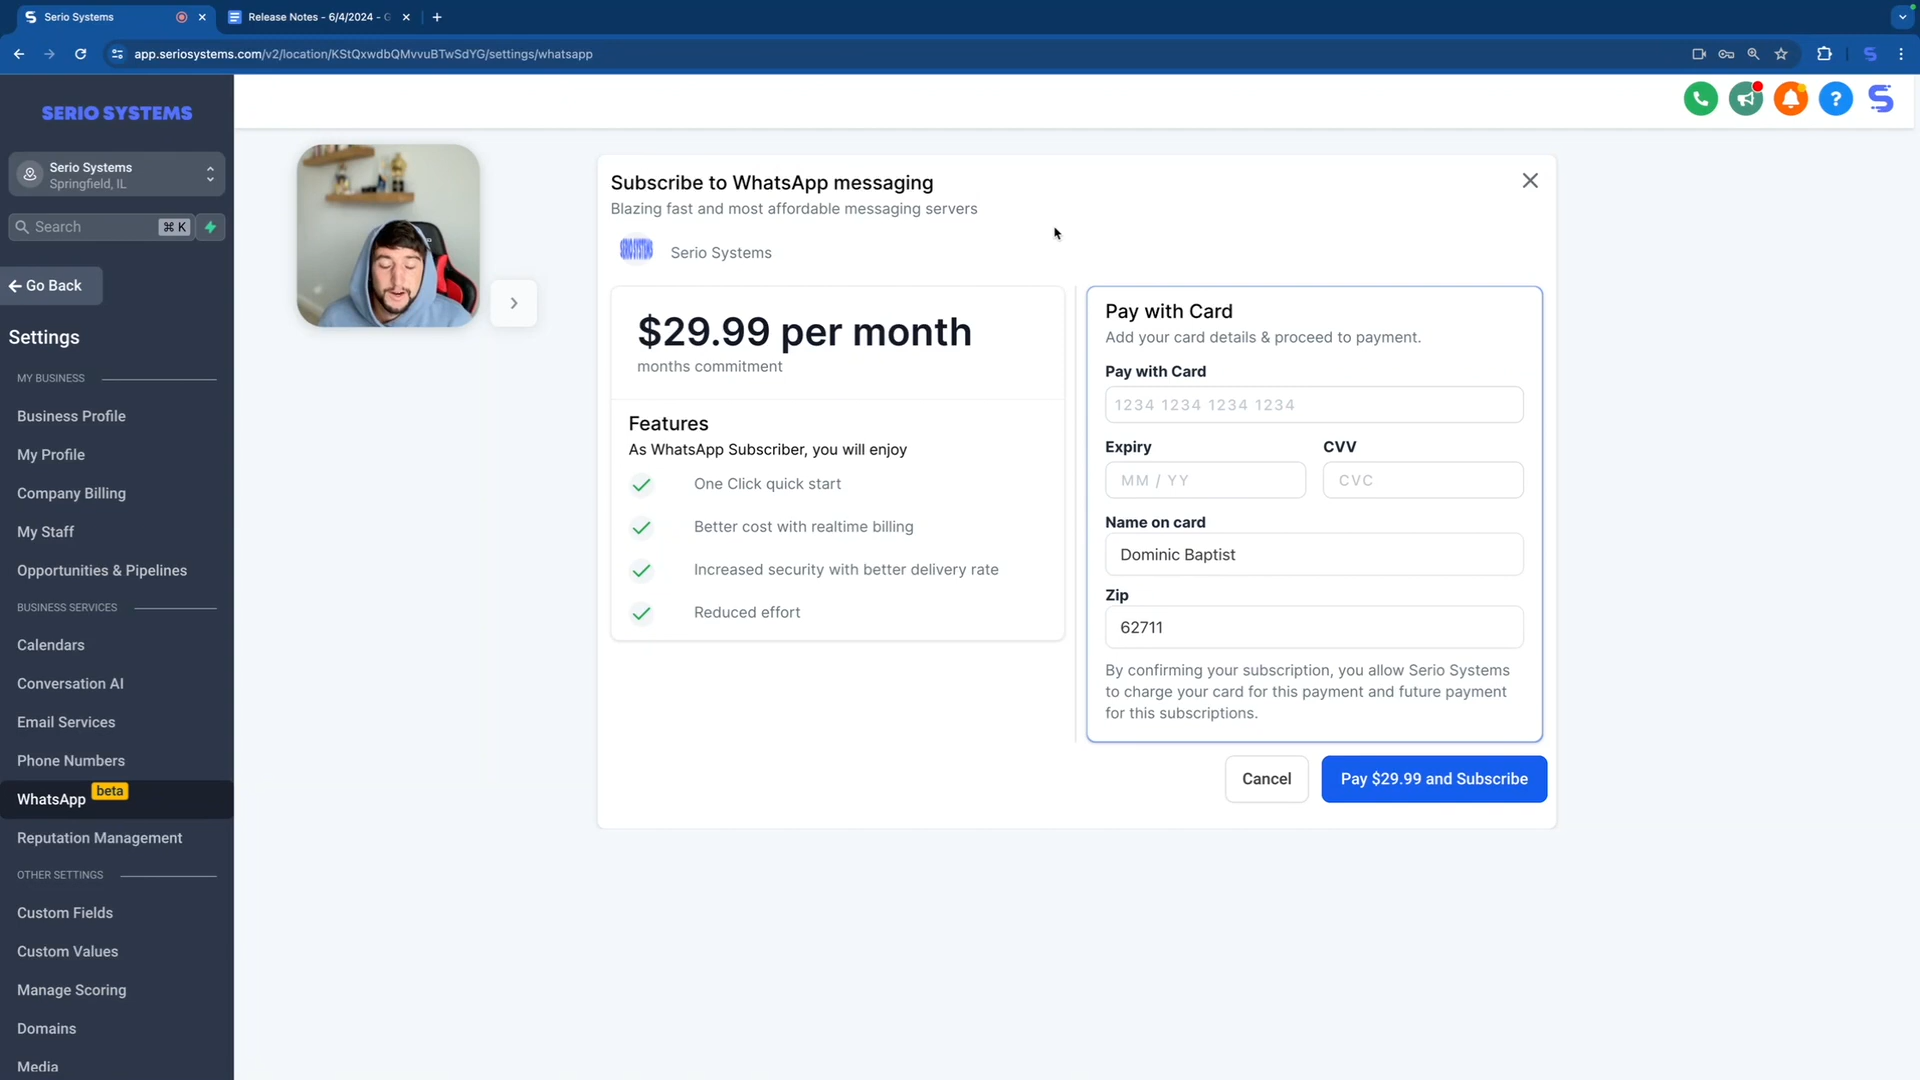 Serio Systems
Release Notes - 6/4/2024 - G
app.seriosystems.com/v2/location/KStQxwdbQMvvuBTwSdYG/settings/whatsapp
SERIO SYSTEMS
Serio Systems
Springfield, IL
Search ⌘ K
Go Back
Settings
MY BUSINESS
Business Profile
My Profile
Company Billing
My Staff
Opportunities & Pipelines
BUSINESS SERVICES
Calendars
Conversation AI
Email Services
Phone Numbers
WhatsApp beta
Reputation Management
OTHER SETTINGS
Custom Fields
Custom Values
Manage Scoring
Domains
Media
Subscribe to WhatsApp messaging
Blazing fast and most affordable messaging servers
SERIO SYSTEMS
Serio Systems
$29.99 per month
months commitment
Features
As WhatsApp Subscriber, you will enjoy
One Click quick start
Better cost with realtime billing
Increased security with better delivery rate
Reduced effort
Pay with Card
Add your card details & proceed to payment.
Pay with Card
1234 1234 1234 1234
Expiry CVV
MM / YY CVC
Name on card
Dominic Baptist
Zip
62711
By confirming your subscription, you allow Serio Systems
to charge your card for this payment and future payment
for this subscriptions.
Cancel
Pay $29.99 and Subscribe